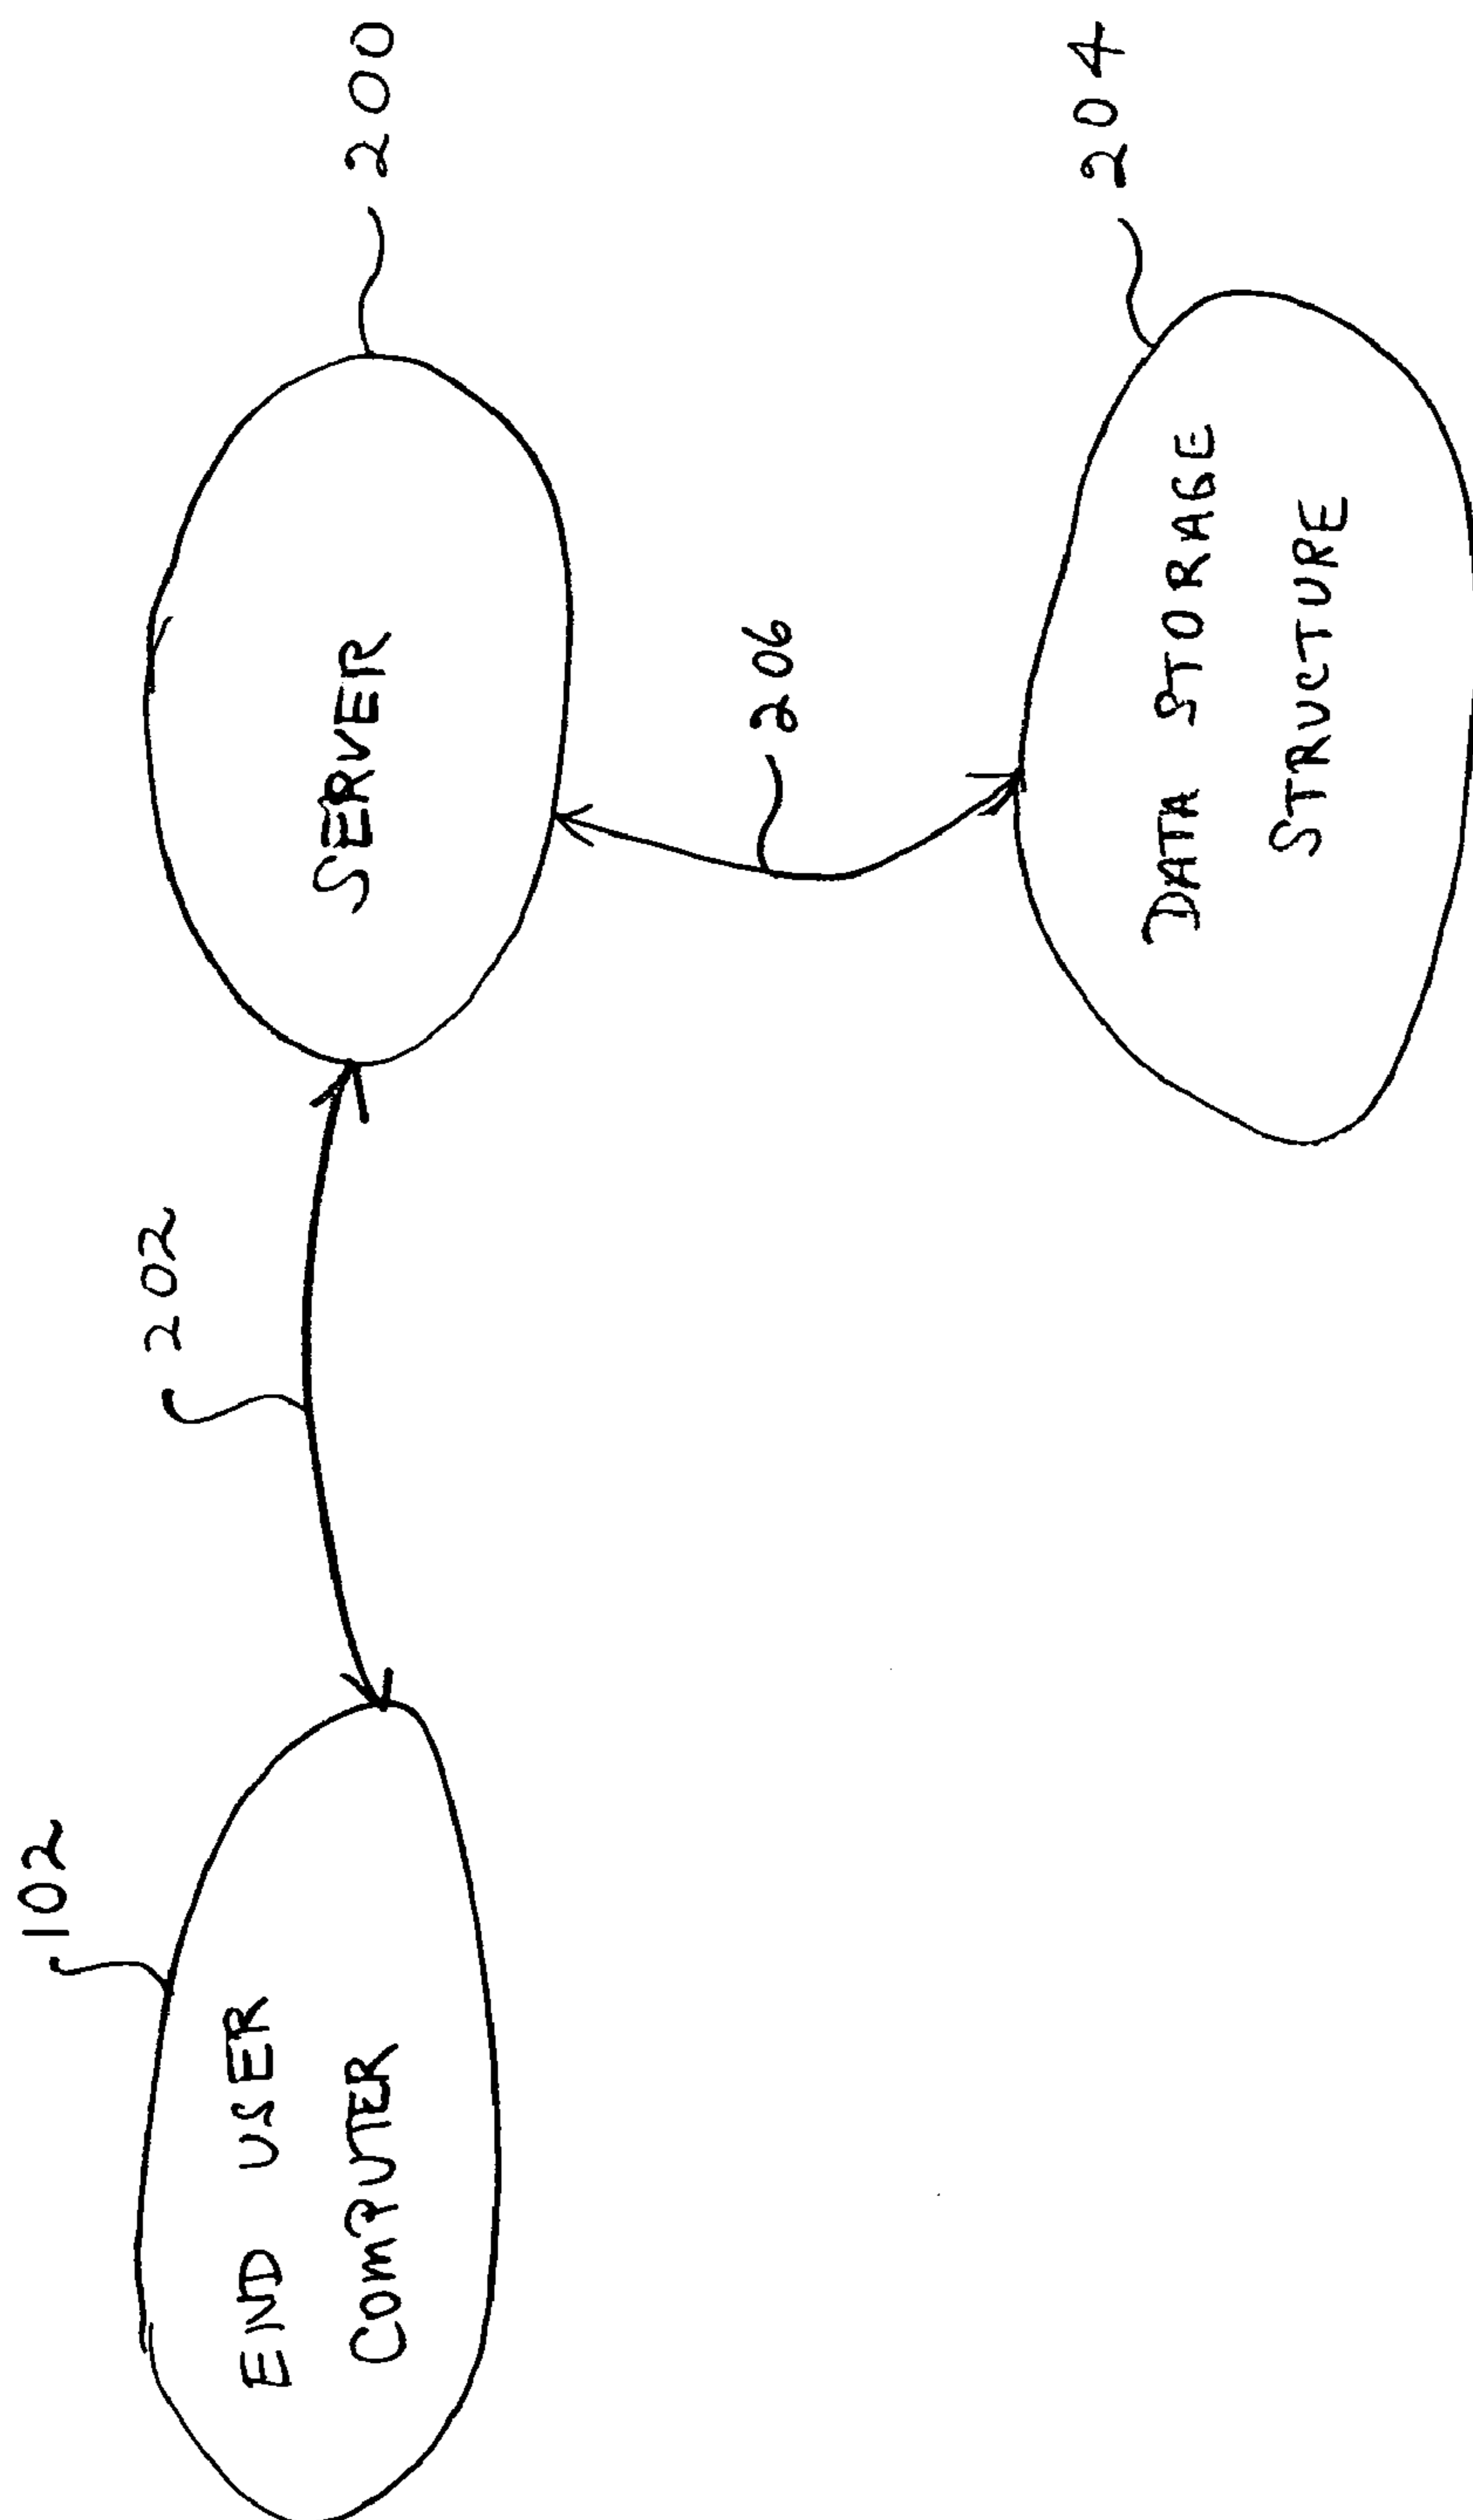 102
END USER
COMPUTER
202
SERVER
200
206
DATA STORAGE
STRUCTURE
204